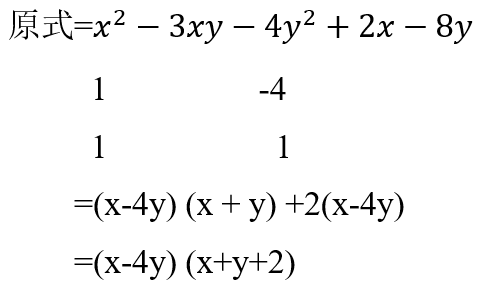 原式=x² − 3xy − 4y² + 2x − 8y
1 -4
1 1
=(x-4y) (x + y) +2(x-4y)
=(x-4y) (x+y+2)